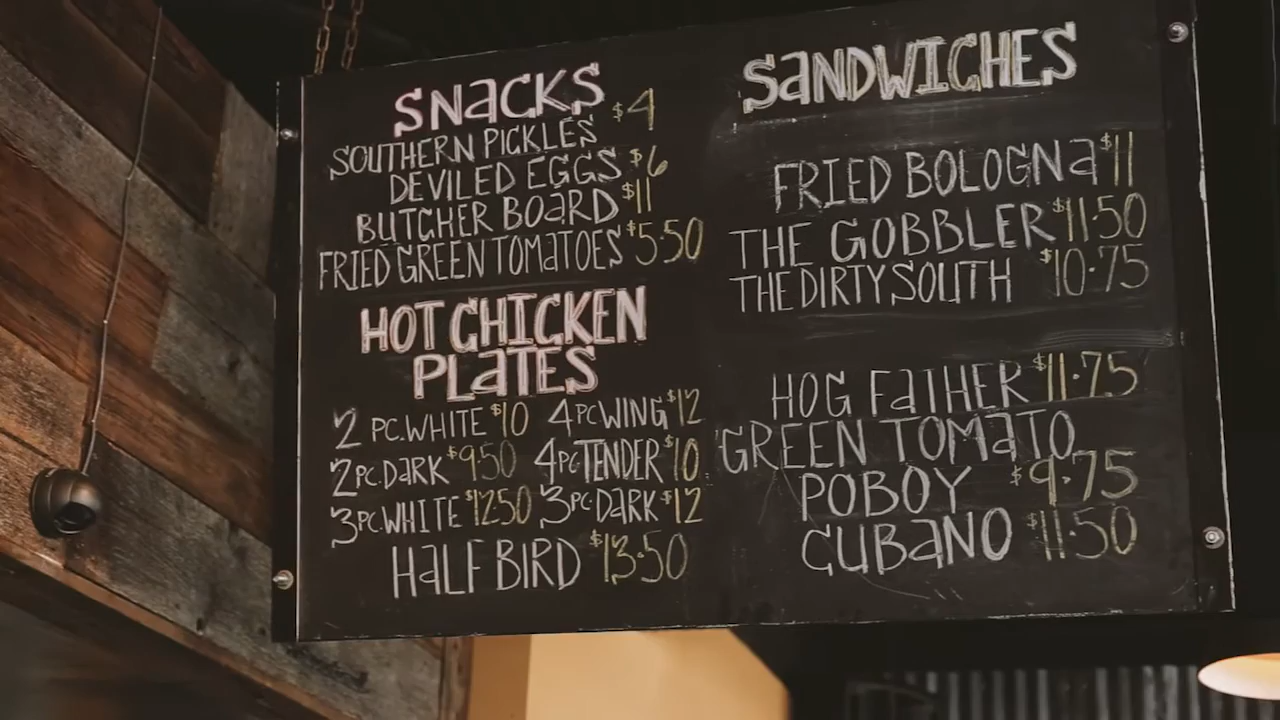 SNACKS
SOUTHERN PICKLES $4
DEVILED EGGS $6
BUTCHER BOARD $11
FRIED GREEN TOMATOES $5.50
HOT CHICKEN
PLATES
2 PC. WHITE $10 4 PC WING $12
2 PC. DARK $9.50 4 PC TENDER $10
3 PC. WHITE $12.50 3 PC. DARK $12
HALF BIRD $13.50
SANDWICHES
FRIED BOLOGNA $11
THE GOBBLER $11.50
THE DIRTY SOUTH $10.75
HOG FATHER $11.75
GREEN TOMATO
POBOY $9.75
CUBANO $11.50